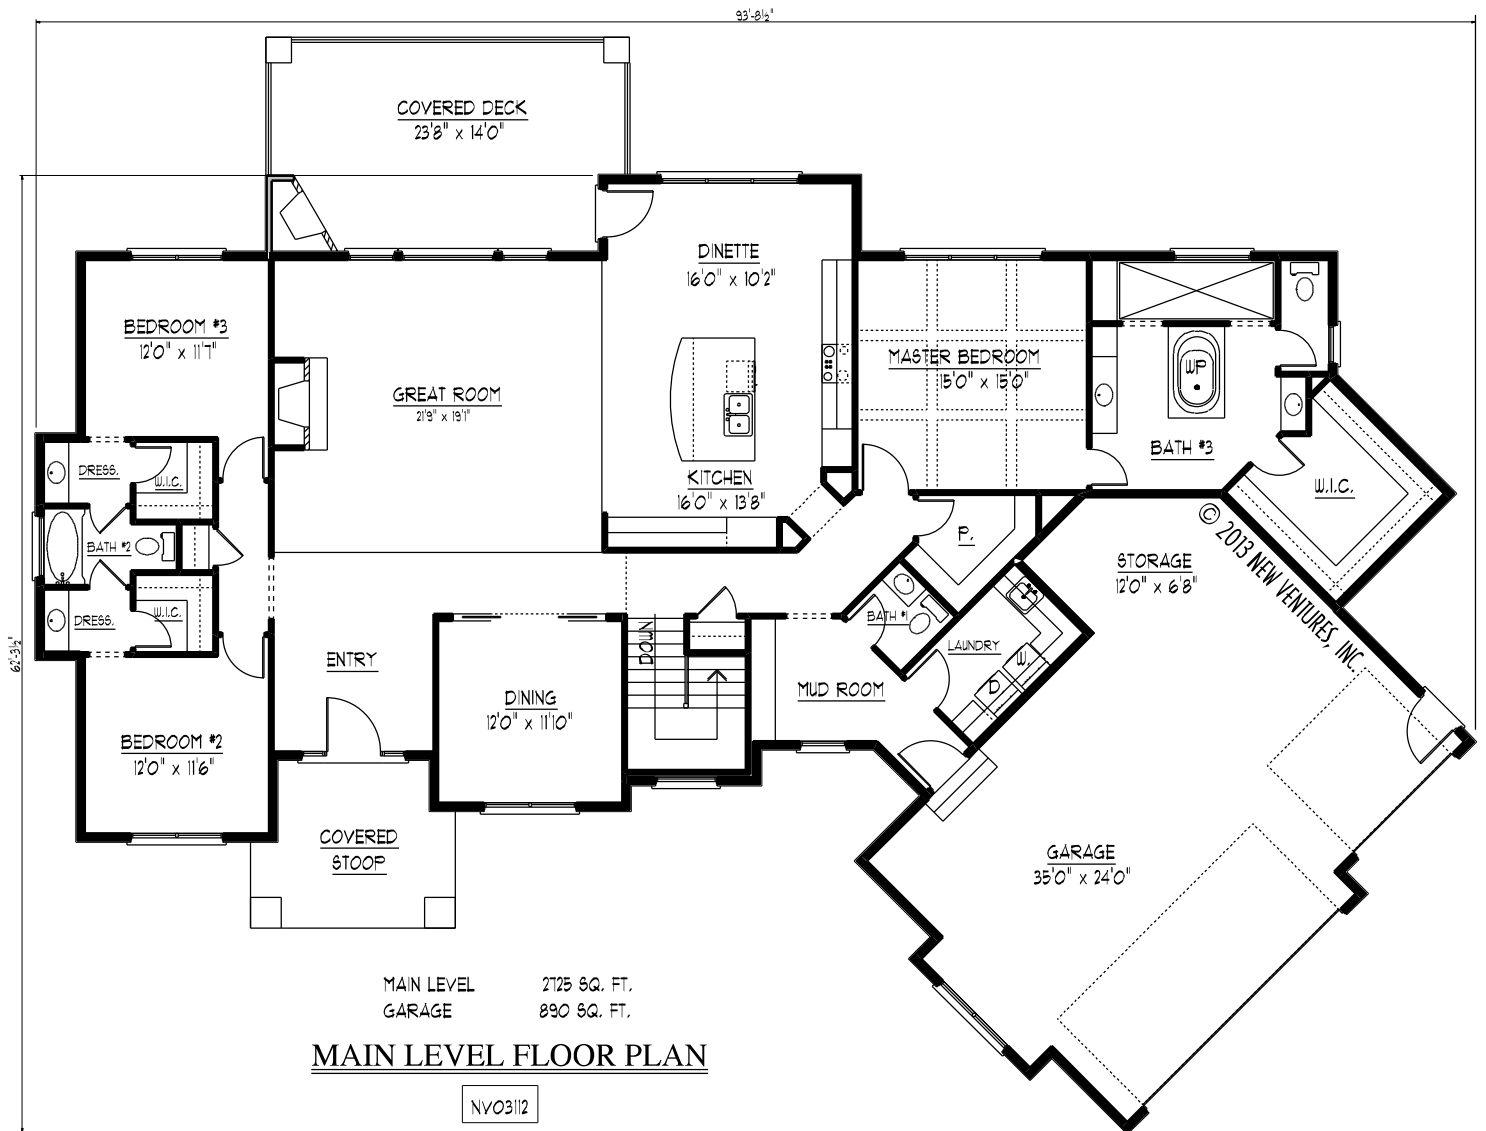 93'-8½"
COVERED DECK
23'8" x 14'0"
DINETTE
16'0" x 10'2"
BEDROOM #3
12'0" x 11'7"
GREAT ROOM
21'9" x 19'1"
MASTER BEDROOM
15'0" x 15'0"
WP
BATH #3
KITCHEN
16'0" x 13'8"
DRESS.
W.I.C.
W.I.C.
BATH #2
P.
STORAGE
12'0" x 6'8"
© 2013 NEW VENTURES, INC.
DRESS.
W.I.C.
BATH #1
DOWN
LAUNDRY
W.
D
62'-3½"
ENTRY
MUD ROOM
DINING
12'0" x 11'10"
BEDROOM #2
12'0" x 11'6"
COVERED
STOOP
GARAGE
35'0" x 24'0"
MAIN LEVEL 2725 SQ. FT.
GARAGE 890 SQ. FT.
MAIN LEVEL FLOOR PLAN
NV03112